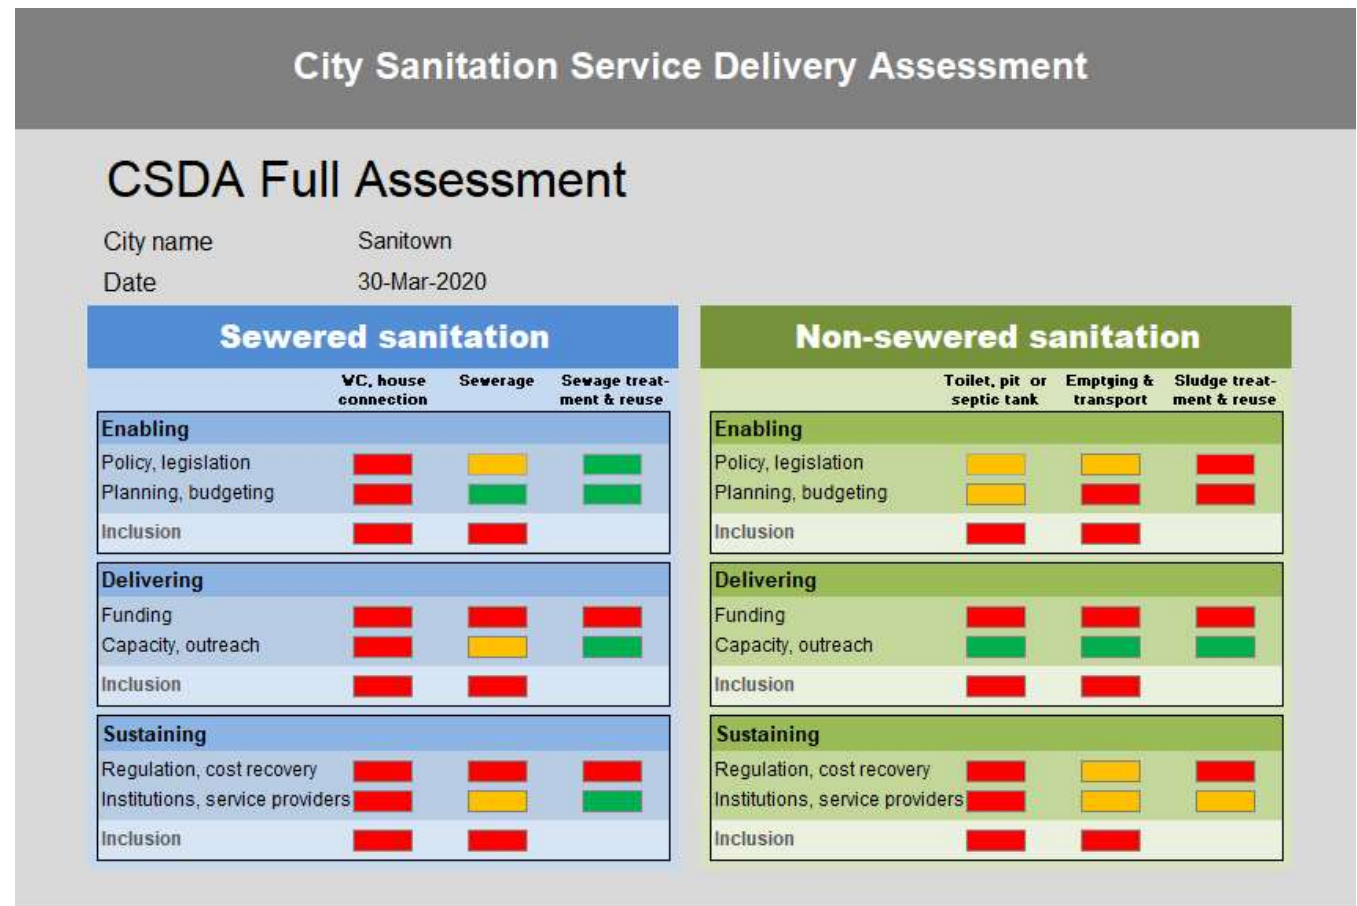 City Sanitation Service Delivery Assessment
CSDA Full Assessment
City name Sanitown
Date 30-Mar-2020
Sewered sanitation
WC, house connection Sewerage Sewage treat-ment & reuse
Enabling
Policy, legislation
Planning, budgeting
Inclusion
Delivering
Funding
Capacity, outreach
Inclusion
Sustaining
Regulation, cost recovery
Institutions, service providers
Inclusion
Non-sewered sanitation
Toilet, pit or septic tank Emptying & transport Sludge treat-ment & reuse
Enabling
Policy, legislation
Planning, budgeting
Inclusion
Delivering
Funding
Capacity, outreach
Inclusion
Sustaining
Regulation, cost recovery
Institutions, service providers
Inclusion